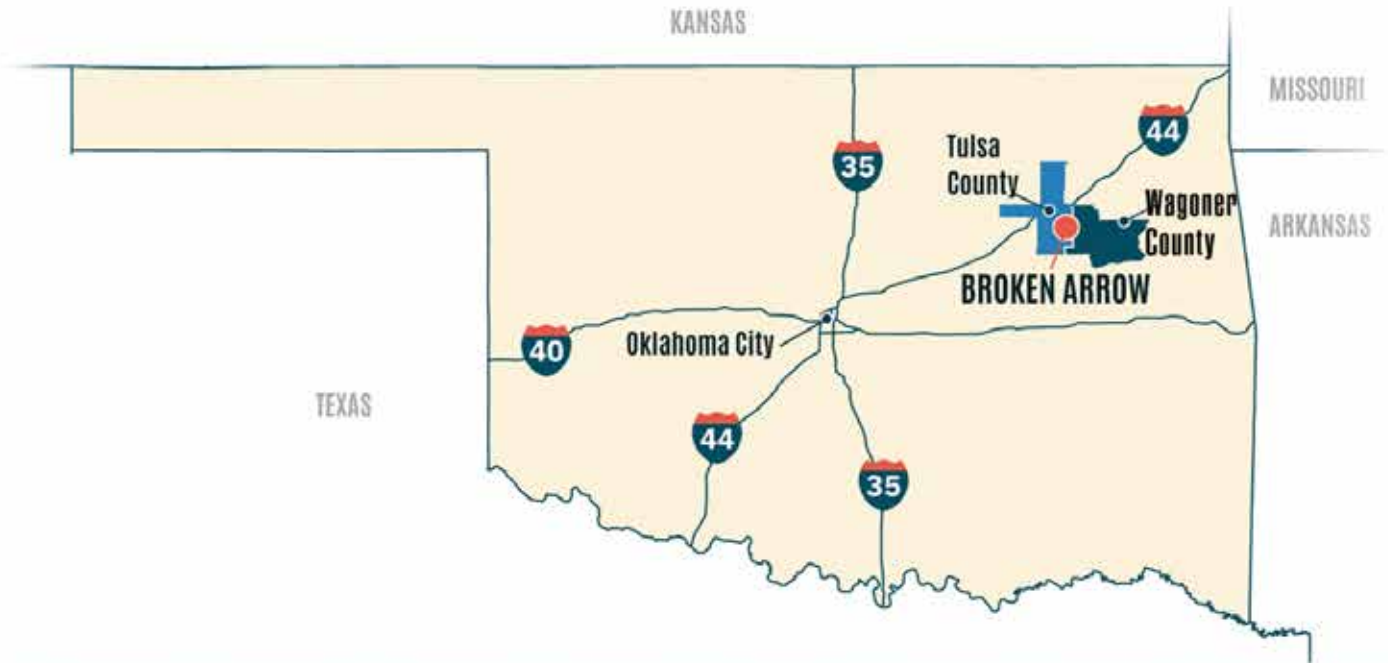 KANSAS
MISSOURI
44
35
Tulsa
County
Wagoner
County
ARKANSAS
BROKEN ARROW
Oklahoma City
40
TEXAS
44
35